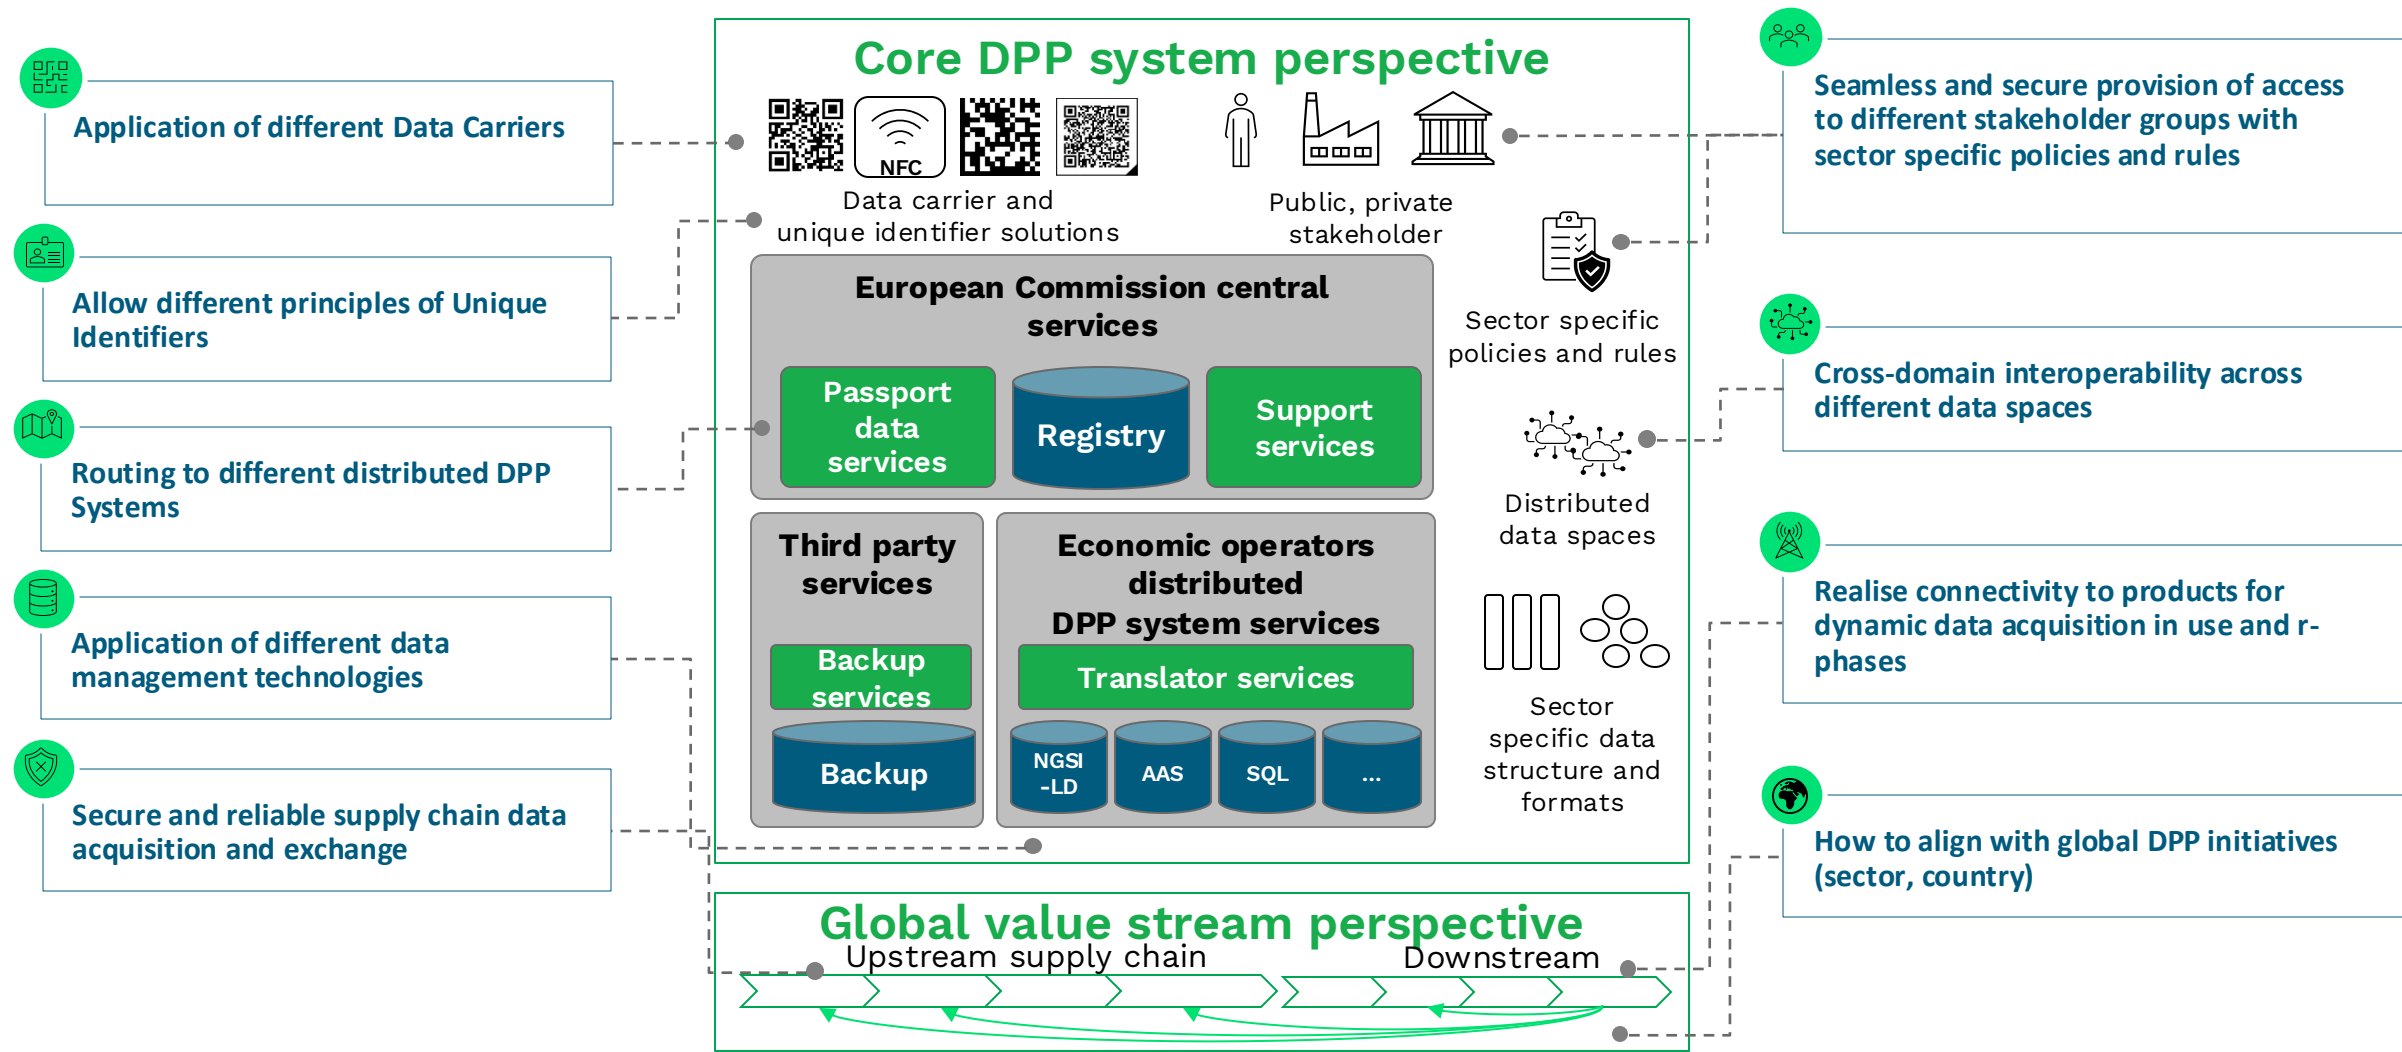 Core DPP system perspective
Application of different Data Carriers
Allow different principles of Unique
Identifiers
Routing to different distributed DPP
Systems
Application of different data
management technologies
Secure and reliable supply chain data
acquisition and exchange
NFC
Data carrier and
unique identifier solutions
Public, private
stakeholder
European Commission central
services
Passport
data
services
Registry
Support
services
Third party
services
Backup
services
Backup
Economic operators
distributed
DPP system services
Translator services
NGSI
-LD
AAS
SQL
...
Sector specific
policies and rules
Distributed
data spaces
Sector
specific data
structure and
formats
Global value stream perspective
Upstream supply chain
Downstream
Seamless and secure provision of access
to different stakeholder groups with
sector specific policies and rules
Cross-domain interoperability across
different data spaces
Realise connectivity to products for
dynamic data acquisition in use and r-
phases
How to align with global DPP initiatives
(sector, country)